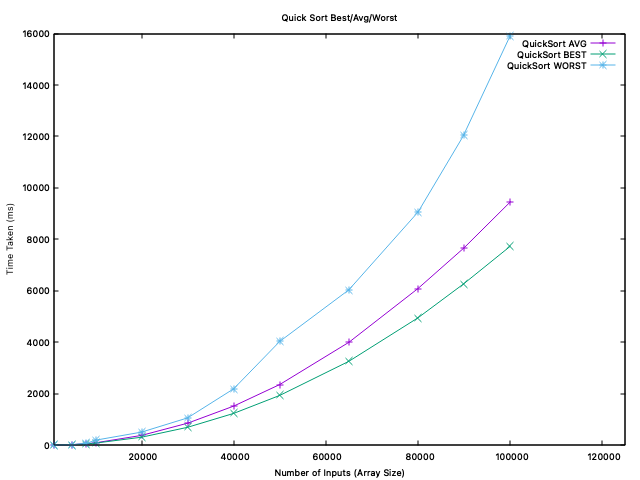 Quick Sort Best/Avg/Worst
QuickSort AVG
QuickSort BEST
QuickSort WORST
Time Taken (ms)
16000
14000
12000
10000
8000
6000
4000
2000
0
20000 40000 60000 80000 100000 120000
Number of Inputs (Array Size)